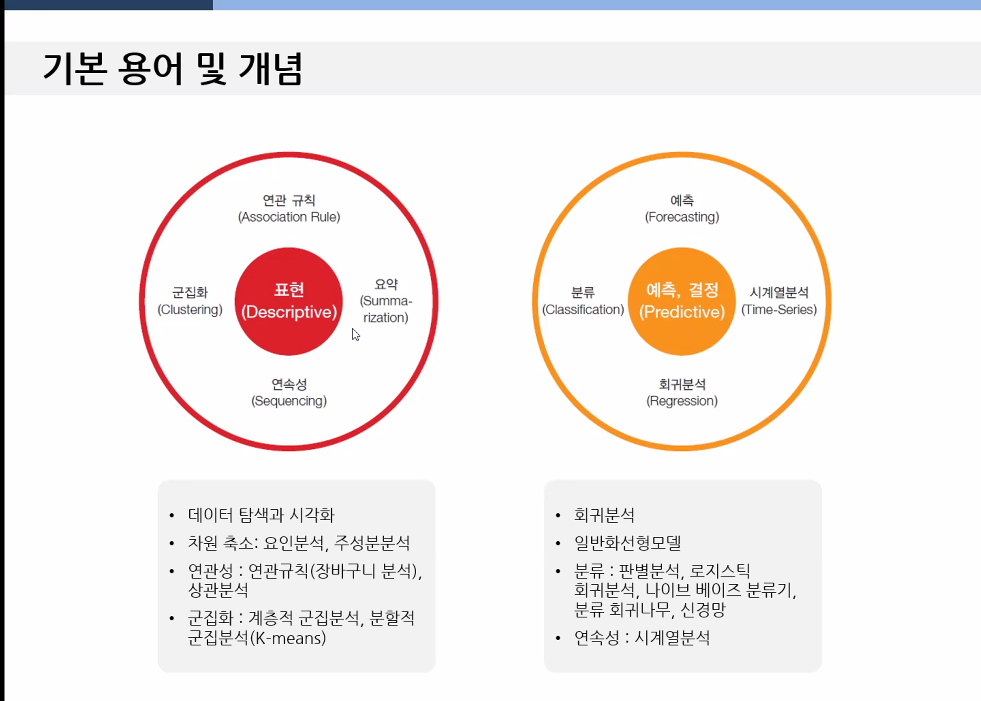 기본 용어 및 개념
연관 규칙
(Association Rule)
군집화
(Clustering)
표현
(Descriptive)
요약
(Summa-
rization)
연속성
(Sequencing)
예측
(Forecasting)
분류
(Classification)
예측, 결정
(Predictive)
시계열분석
(Time-Series)
회귀분석
(Regression)
• 데이터 탐색과 시각화
• 차원 축소: 요인분석, 주성분분석
• 연관성 : 연관규칙(장바구니 분석),
상관분석
• 군집화 : 계층적 군집분석, 분할적
군집분석(K-means)
• 회귀분석
• 일반화선형모델
• 분류 : 판별분석, 로지스틱
회귀분석, 나이브 베이즈 분류기,
분류 회귀나무, 신경망
• 연속성 : 시계열분석